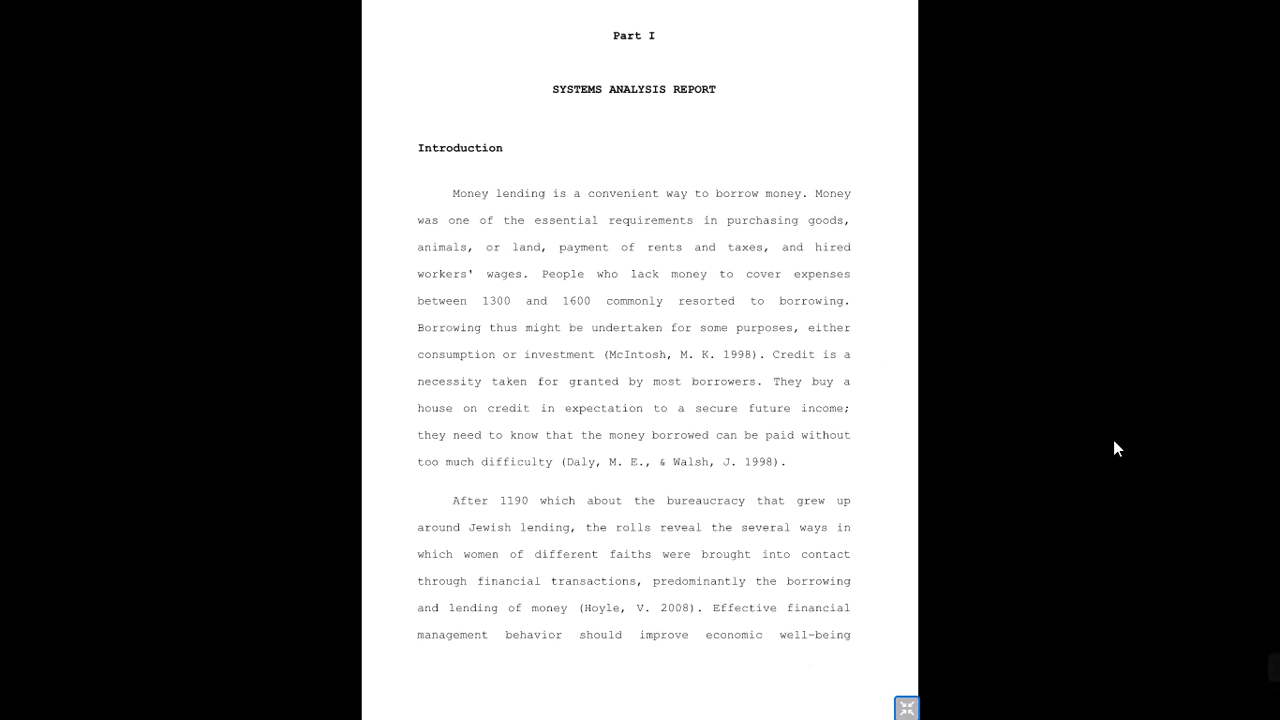 Part I
SYSTEMS ANALYSIS REPORT
Introduction
Money lending is a convenient way to borrow money. Money
was one of the essential requirements in purchasing goods,
animals, or land, payment of rents and taxes, and hired
workers' wages. People who lack money to cover expenses
between 1300 and 1600 commonly resorted to borrowing.
Borrowing thus might be undertaken for some purposes, either
consumption or investment (McIntosh, M. K. 1998). Credit is a
necessity taken for granted by most borrowers. They buy a
house on credit in expectation to a secure future income;
they need to know that the money borrowed can be paid without
too much difficulty (Daly, M. E., & Walsh, J. 1998).
After 1190 which about the bureaucracy that grew up
around Jewish lending, the rolls reveal the several ways in
which women of different faiths were brought into contact
through financial transactions, predominantly the borrowing
and lending of money (Hoyle, V. 2008). Effective financial
management behavior should improve economic well-being